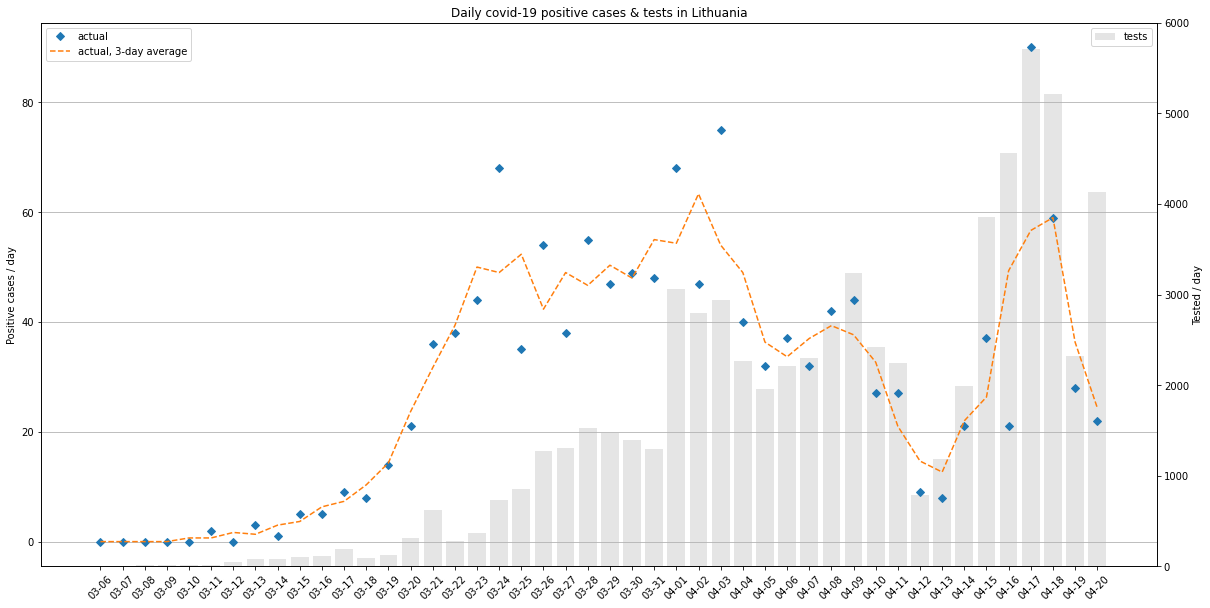 Daily covid-19 positive cases & tests in Lithuania
actual
actual, 3-day average
tests
Positive cases / day
80
60
40
20
0
Tested / day
6000
5000
4000
3000
2000
1000
0
03-06 03-07 03-08 03-09 03-10 03-11 03-12 03-13 03-14 03-15 03-16 03-17 03-18 03-19 03-20 03-21 03-22 03-23 03-24 03-25 03-26 03-27 03-28 03-29 03-30 03-31 04-01 04-02 04-03 04-04 04-05 04-06 04-07 04-08 04-09 04-10 04-11 04-12 04-13 04-14 04-15 04-16 04-17 04-18 04-19 04-20